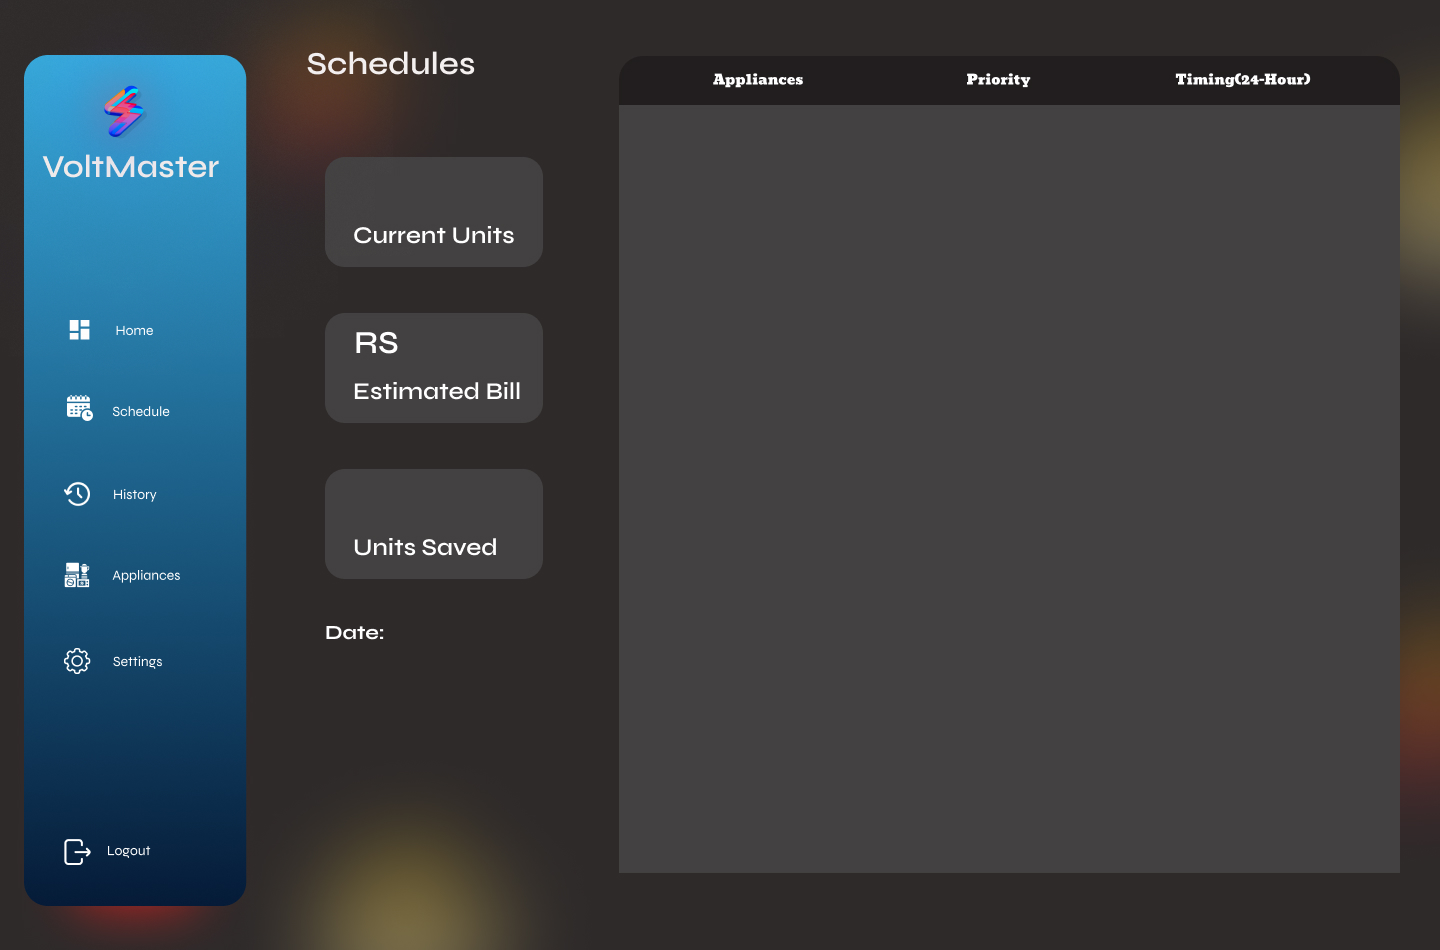 VoltMaster
Home
Schedule
History
Appliances
Settings
Logout
Schedules
Current Units
RS
Estimated Bill
Units Saved
Date:
Appliances Priority Timing(24-Hour)